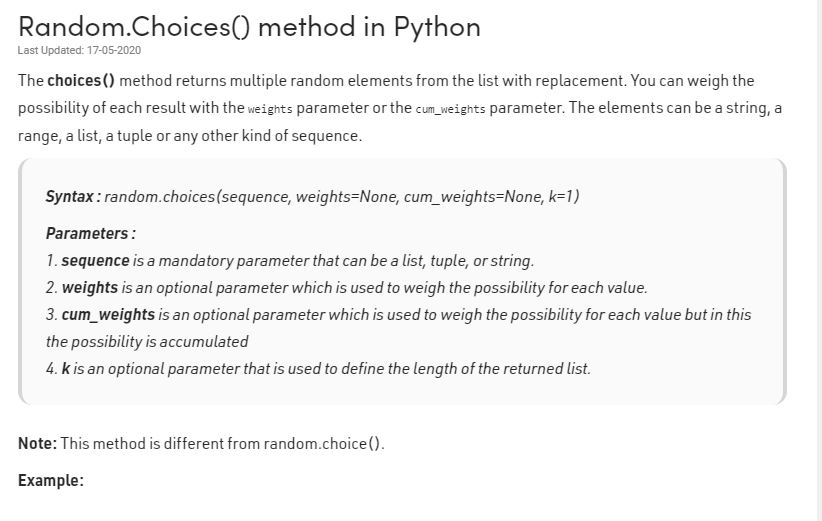 Random.Choices() method in Python
Last Updated: 17-05-2020
The choices() method returns multiple random elements from the list with replacement. You can weigh the
possibility of each result with the weights parameter or the cum_weights parameter. The elements can be a string, a
range, a list, a tuple or any other kind of sequence.
Syntax : random.choices(sequence, weights=None, cum_weights=None, k=1)
Parameters :
1. sequence is a mandatory parameter that can be a list, tuple, or string.
2. weights is an optional parameter which is used to weigh the possibility for each value.
3. cum_weights is an optional parameter which is used to weigh the possibility for each value but in this
the possibility is accumulated
4. k is an optional parameter that is used to define the length of the returned list.
Note: This method is different from random.choice().
Example: